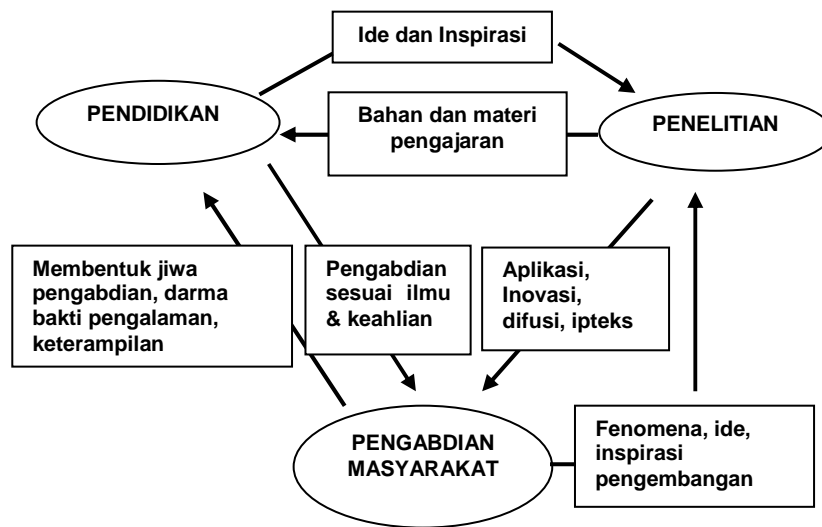 Ide dan Inspirasi
PENDIDIKAN
Bahan dan materi
pengajaran
PENELITIAN
Membentuk jiwa
pengabdian, darma
bakti pengalaman,
keterampilan
Pengabdian
sesuai ilmu
& keahlian
Aplikasi,
Inovasi,
difusi, ipteks
PENGABDIAN
MASYARAKAT
Fenomena, ide,
inspirasi
pengembangan